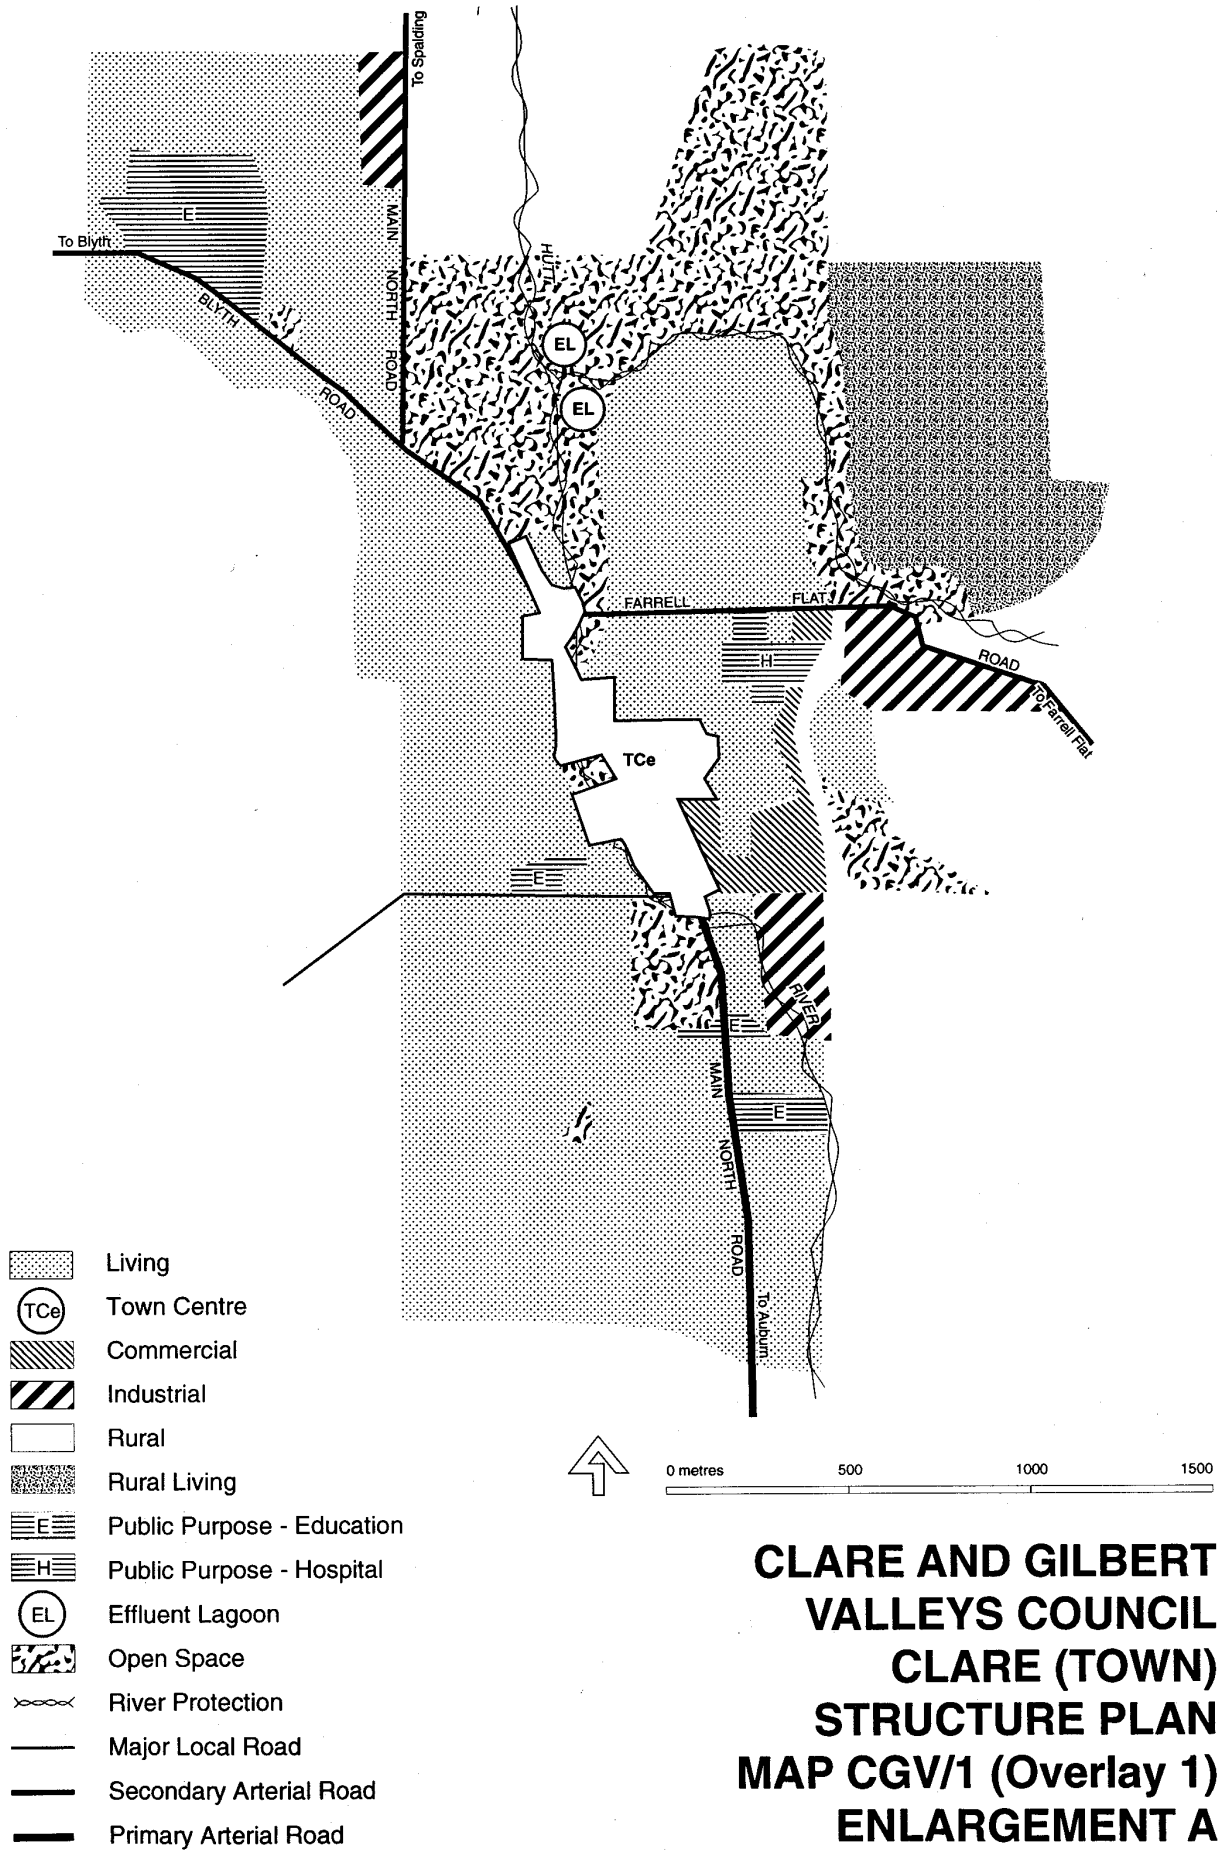 To Spalding
E
To Blyth
MAIN NORTH ROAD
BLYTH ROAD
HUTT
EL
EL
FARRELL FLAT
ROAD
To Farrell Flat
H
TCe
E
RIVER
E
MAIN
NORTH
ROAD
E
To Auburn
Living
TCe Town Centre
Commercial
Industrial
Rural
Rural Living
E Public Purpose - Education
H Public Purpose - Hospital
EL Effluent Lagoon
Open Space
River Protection
Major Local Road
Secondary Arterial Road
Primary Arterial Road
0 metres 500 1000 1500
CLARE AND GILBERT
VALLEYS COUNCIL
CLARE (TOWN)
STRUCTURE PLAN
MAP CGV/1 (Overlay 1)
ENLARGEMENT A